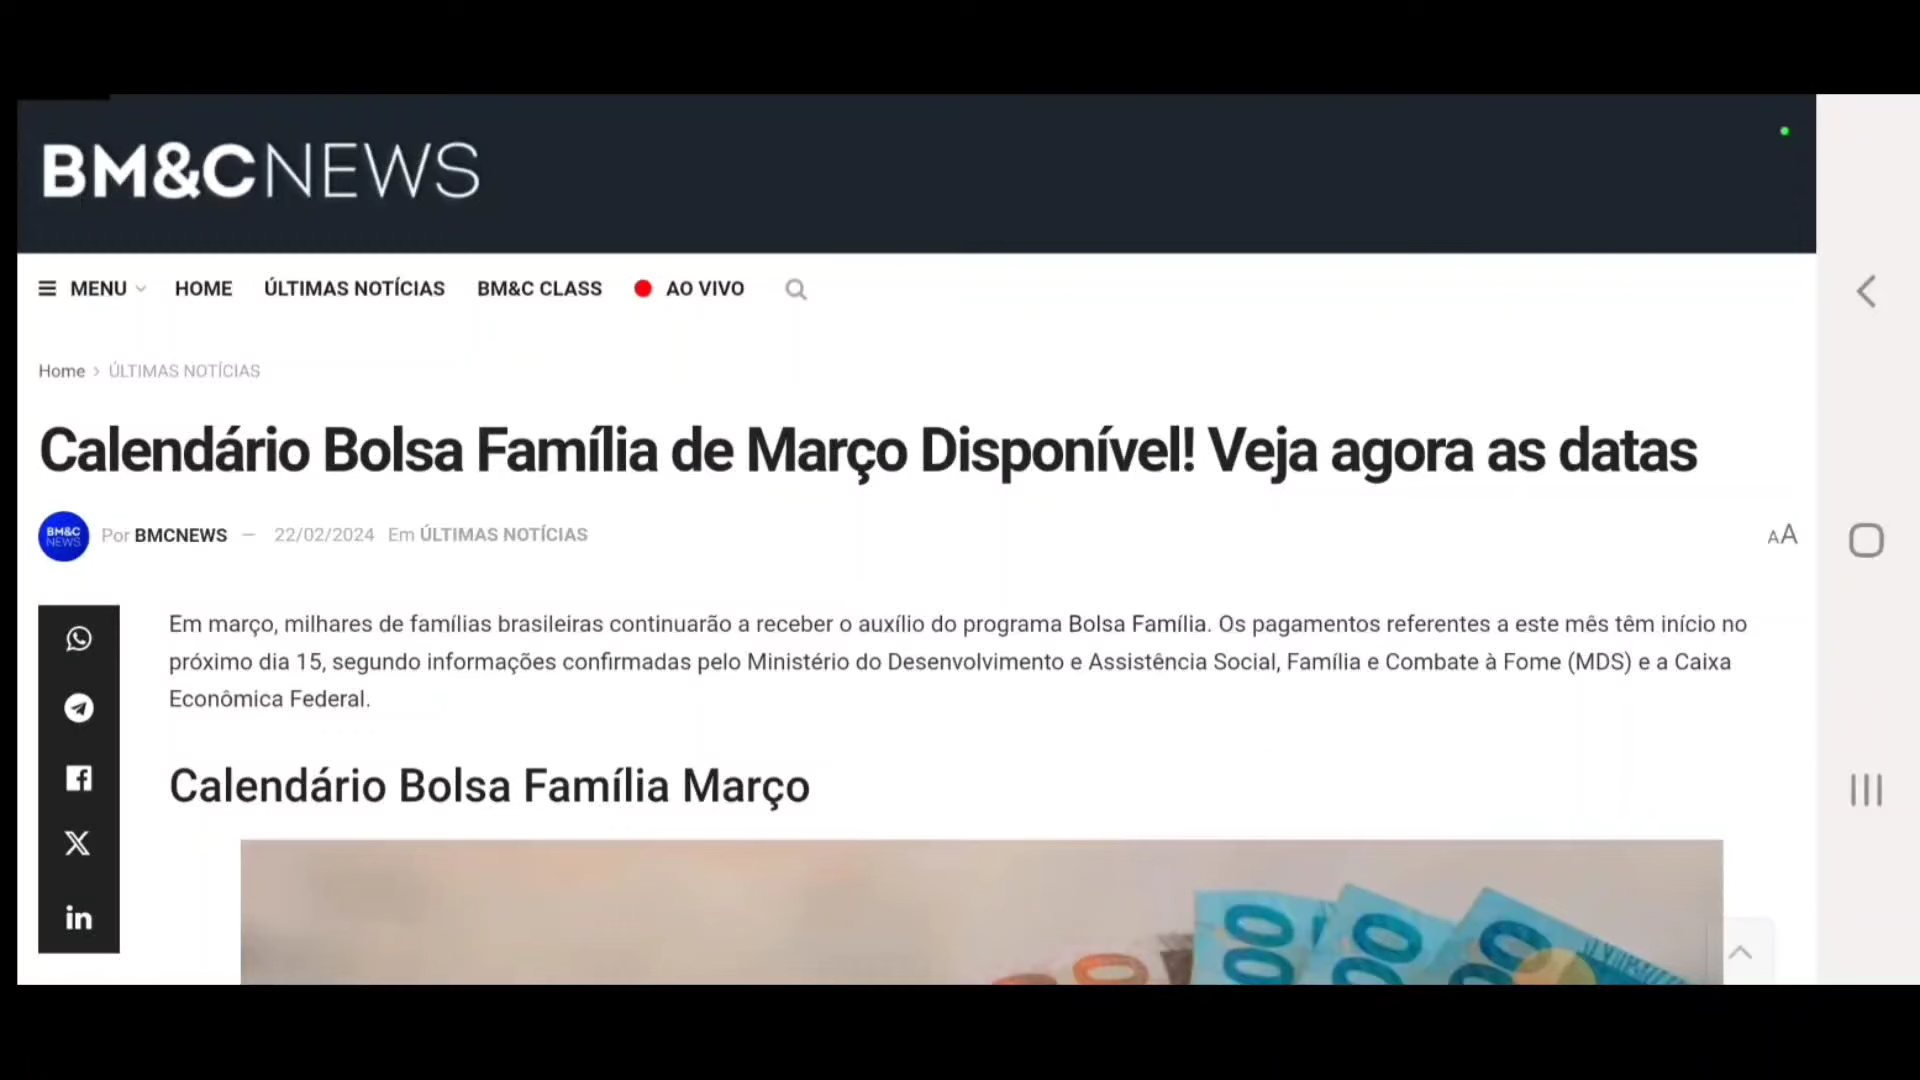 BM&CNEWS
MENU HOME ÚLTIMAS NOTÍCIAS BM&C CLASS AO VIVO
Home > ÚLTIMAS NOTÍCIAS
Calendário Bolsa Família de Março Disponível! Veja agora as datas
BM&C
NEWS
Por BMCNEWS — 22/02/2024 Em ÚLTIMAS NOTÍCIAS
AA
Em março, milhares de famílias brasileiras continuarão a receber o auxílio do programa Bolsa Família. Os pagamentos referentes a este mês têm início no
próximo dia 15, segundo informações confirmadas pelo Ministério do Desenvolvimento e Assistência Social, Família e Combate à Fome (MDS) e a Caixa
Econômica Federal.
Calendário Bolsa Família Março